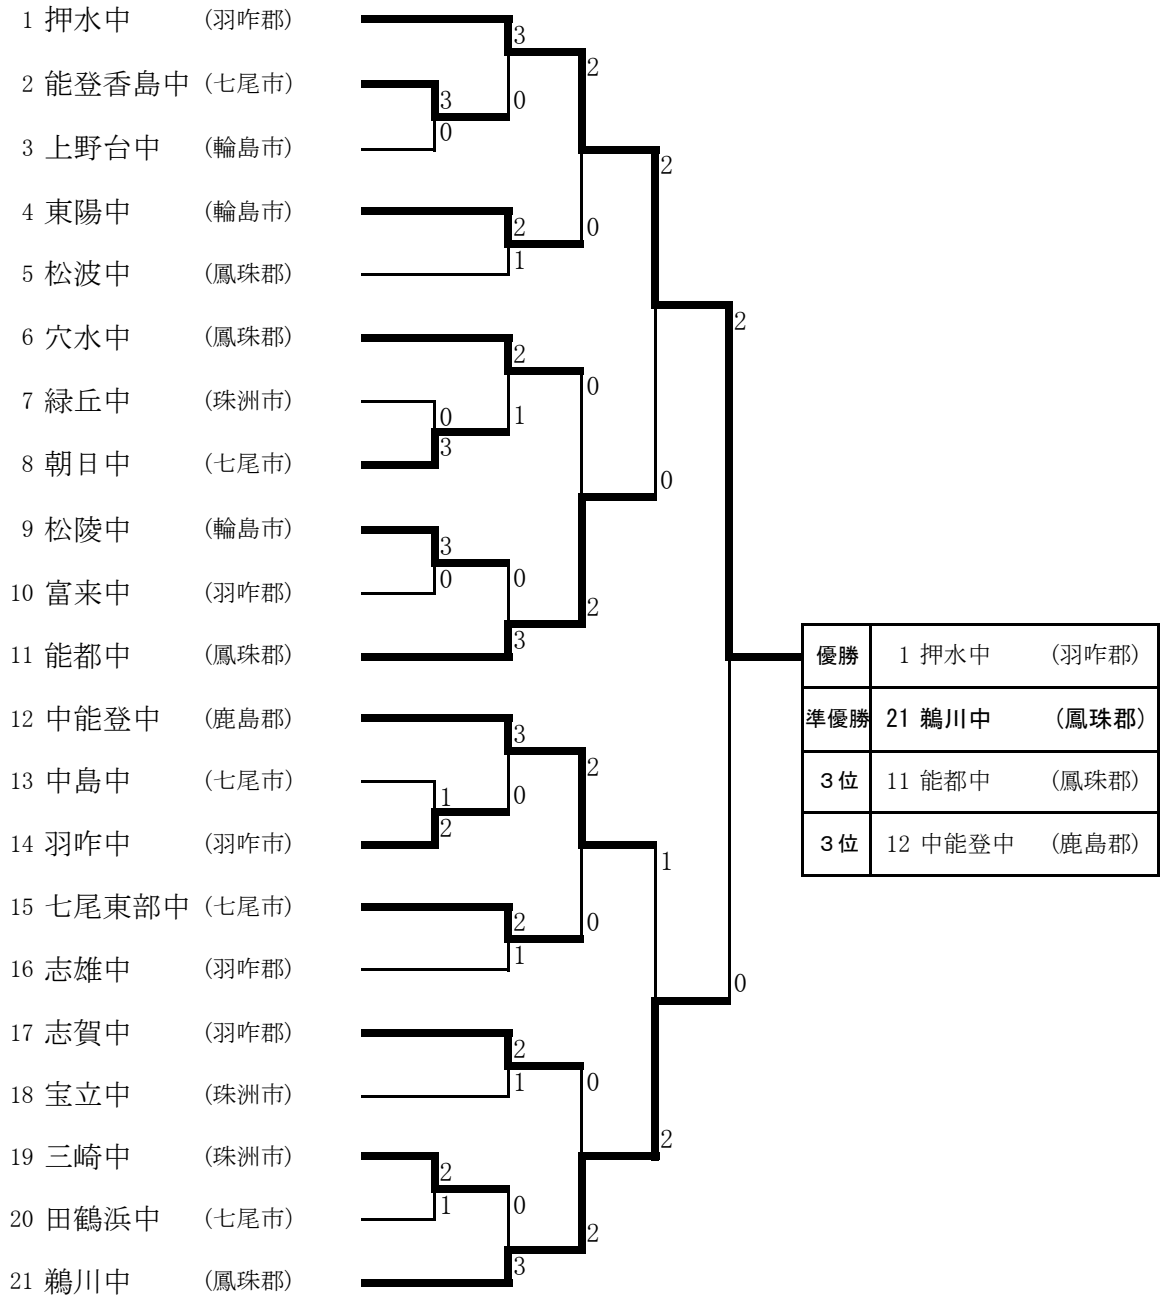 1 押水中 (羽咋郡)
3
2
2 能登香島中 (七尾市)
3
0
0
3 上野台中 (輪島市)
2
4 東陽中 (輪島市)
2
0
1
5 松波中 (鳳珠郡)
2
6 穴水中 (鳳珠郡)
2
0
7 緑丘中 (珠洲市)
0
1
3
8 朝日中 (七尾市)
0
9 松陵中 (輪島市)
3
0
0
10 富来中 (羽咋郡)
2
3
11 能都中 (鳳珠郡)
優勝 1 押水中 (羽咋郡)
準優勝 21 鵜川中 (鳳珠郡)
3位 11 能都中 (鳳珠郡)
3位 12 中能登中 (鹿島郡)
12 中能登中 (鹿島郡)
3
2
13 中島中 (七尾市)
1
0
2
14 羽咋中 (羽咋市)
1
15 七尾東部中 (七尾市)
2
0
1
16 志雄中 (羽咋郡)
0
17 志賀中 (羽咋郡)
2
0
1
18 宝立中 (珠洲市)
2
19 三崎中 (珠洲市)
2
0
1
20 田鶴浜中 (七尾市)
2
3
21 鵜川中 (鳳珠郡)